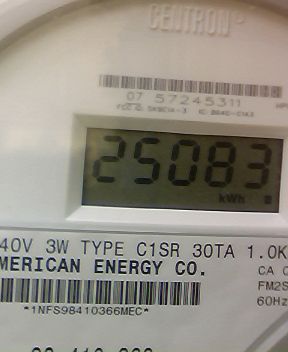 CENTRON®
07 57245311
25083
kWh
40V 3W TYPE C1SR 30TA 1.0K
MERICAN ENERGY CO.
CA
FM2S
60Hz
*1NFS98410366MEC*